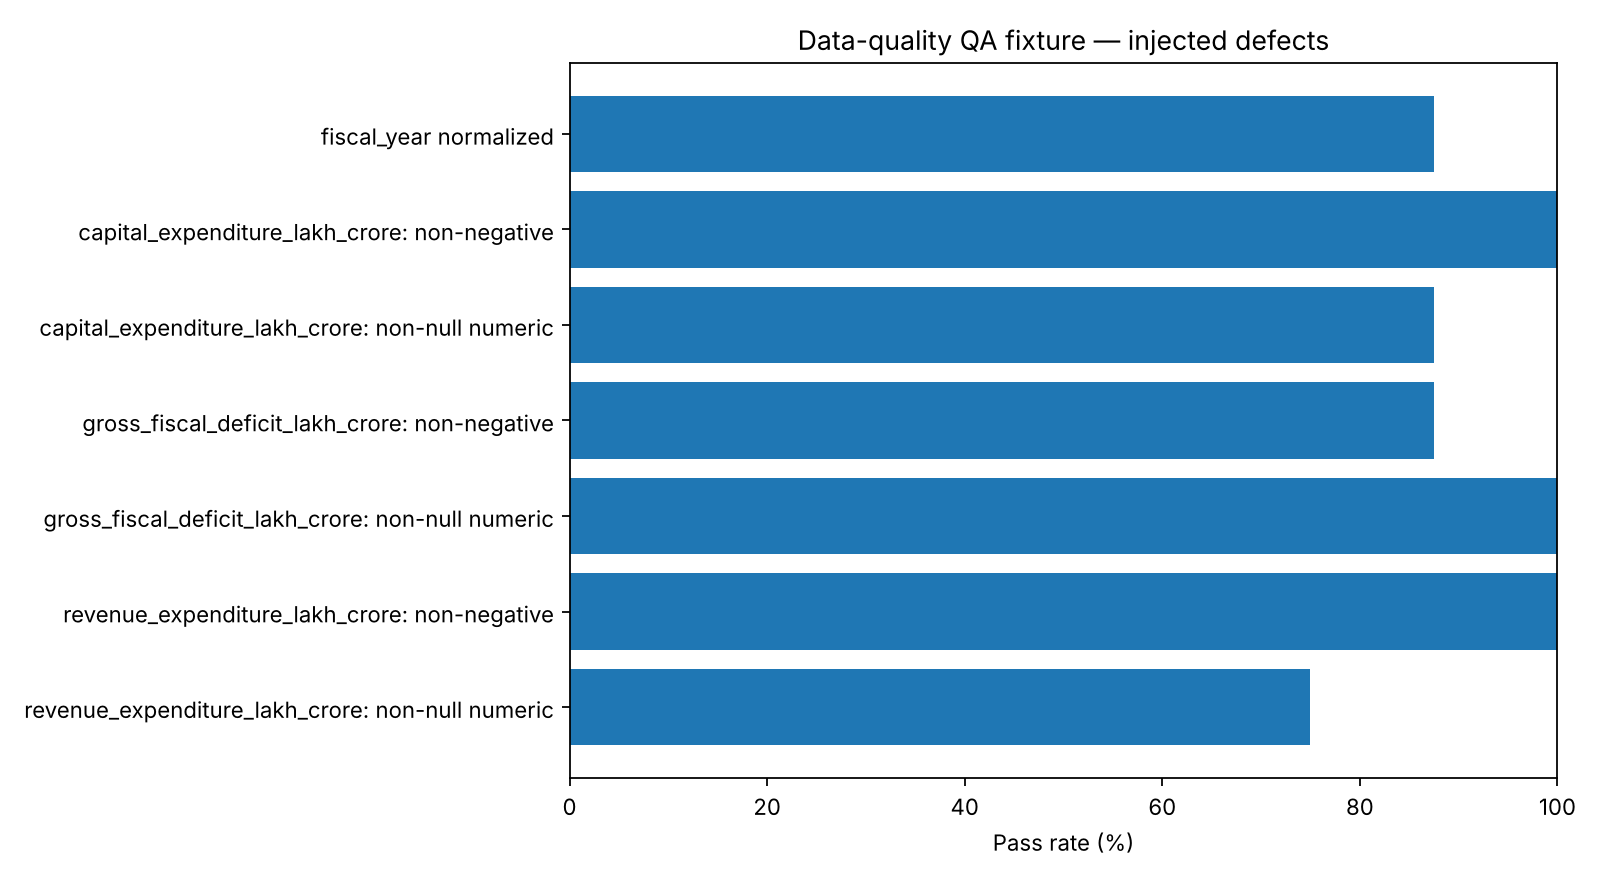 Data-quality QA fixture — injected defects
fiscal_year normalized
capital_expenditure_lakh_crore: non-negative
capital_expenditure_lakh_crore: non-null numeric
gross_fiscal_deficit_lakh_crore: non-negative
gross_fiscal_deficit_lakh_crore: non-null numeric
revenue_expenditure_lakh_crore: non-negative
revenue_expenditure_lakh_crore: non-null numeric
0 20 40 60 80 100
Pass rate (%)